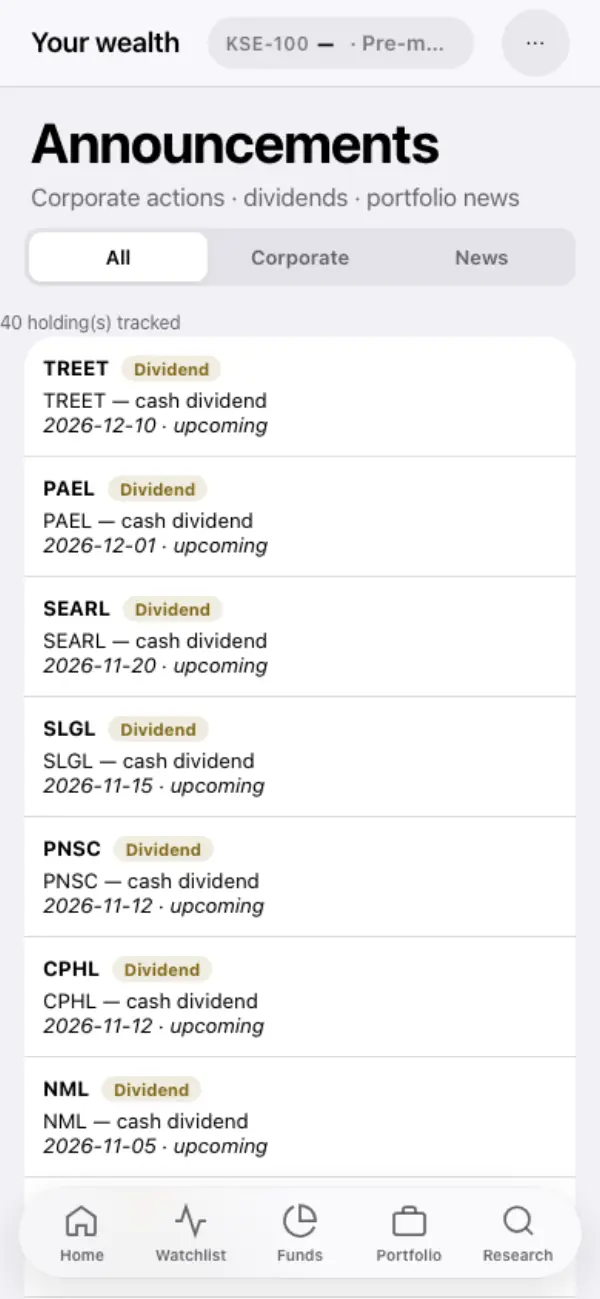 Your wealth
KSE-100 – · Pre-m...
...
Announcements
Corporate actions · dividends · portfolio news
All
Corporate
News
40 holding(s) tracked
TREET Dividend
TREET — cash dividend
2026-12-10 · upcoming
PAEL Dividend
PAEL — cash dividend
2026-12-01 · upcoming
SEARL Dividend
SEARL — cash dividend
2026-11-20 · upcoming
SLGL Dividend
SLGL — cash dividend
2026-11-15 · upcoming
PNSC Dividend
PNSC — cash dividend
2026-11-12 · upcoming
CPHL Dividend
CPHL — cash dividend
2026-11-12 · upcoming
NML Dividend
NML — cash dividend
2026-11-05 · upcoming
Home
Watchlist
Funds
Portfolio
Research